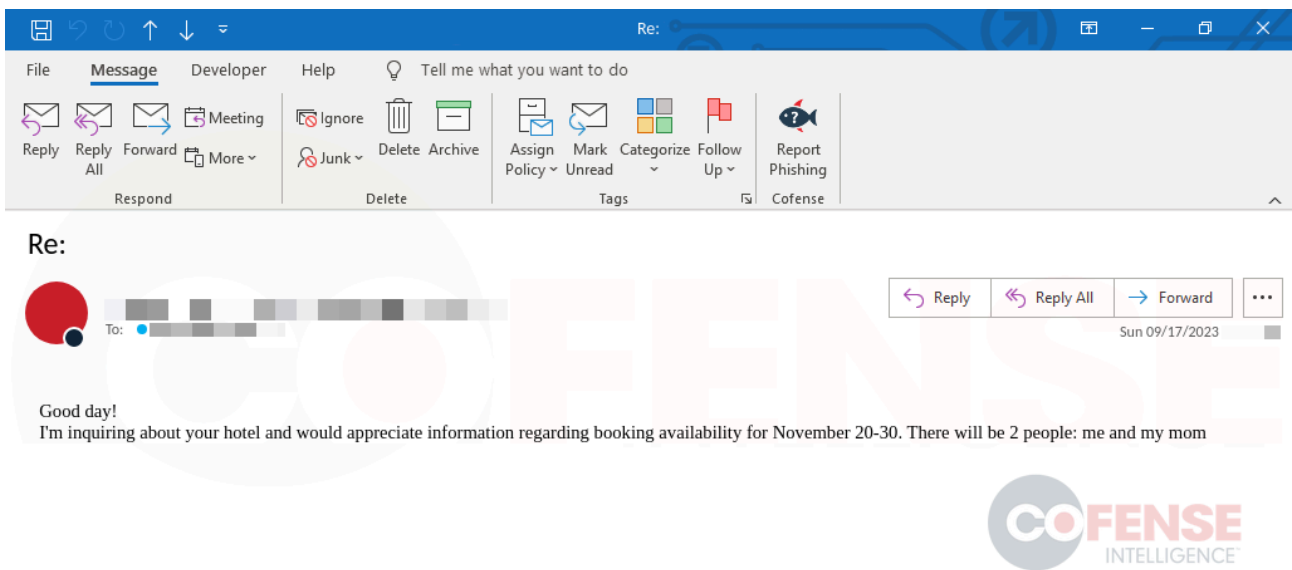 Re:
File Message Developer Help Tell me what you want to do
Reply
Reply All
Forward
Meeting
More
Respond
Ignore
Junk
Delete
Archive
Delete
Assign Policy
Mark Unread
Categorize
Follow Up
Tags
Report Phishing
Cofense
Re:
To:
Reply Reply All Forward
Sun 09/17/2023
Good day!
I'm inquiring about your hotel and would appreciate information regarding booking availability for November 20-30. There will be 2 people: me and my mom
COFENSE
COFENSE
INTELLIGENCE